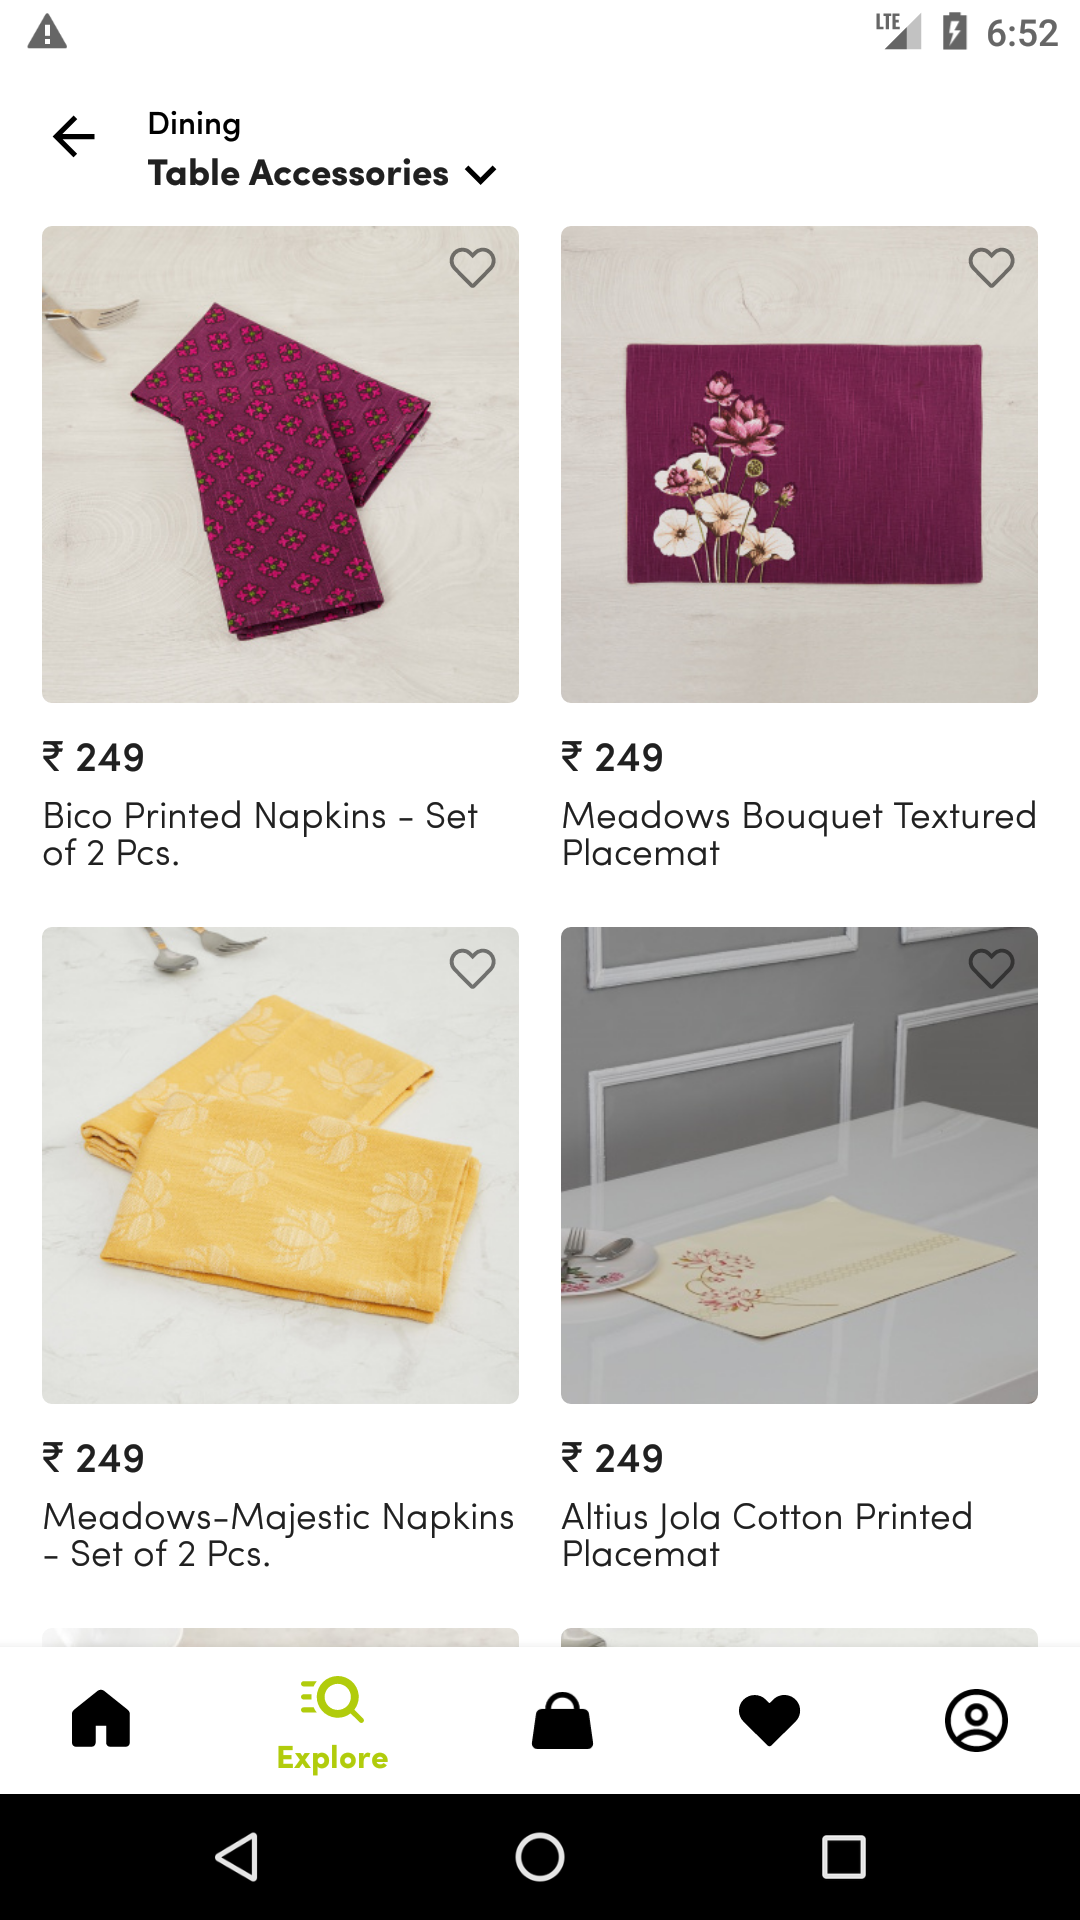 LTE 6:52
Dining
Table Accessories
₹ 249
Bico Printed Napkins - Set
of 2 Pcs.
₹ 249
Meadows Bouquet Textured
Placemat
₹ 249
Meadows-Majestic Napkins
- Set of 2 Pcs.
₹ 249
Altius Jola Cotton Printed
Placemat
Explore